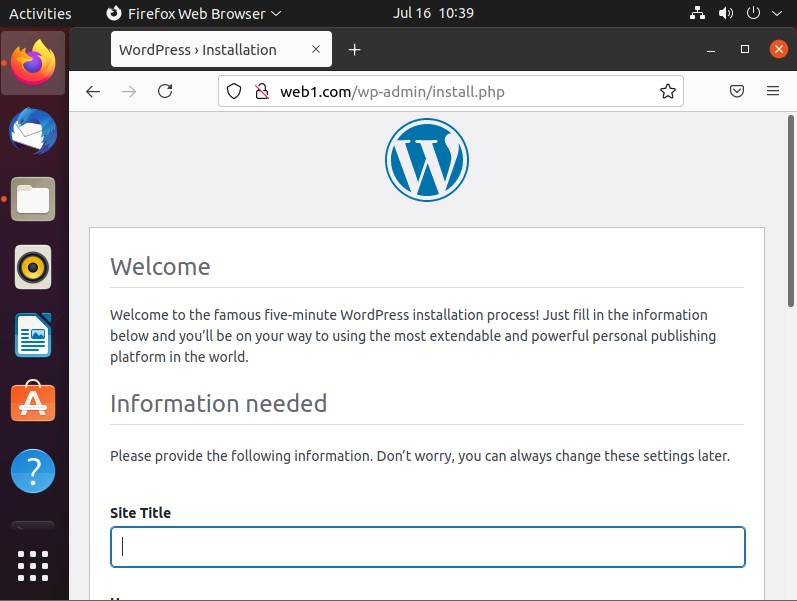 Activities
Firefox Web Browser
Jul 16 10:39
WordPress › Installation
web1.com/wp-admin/install.php
Welcome
Welcome to the famous five-minute WordPress installation process! Just fill in the information
below and you’ll be on your way to using the most extendable and powerful personal publishing
platform in the world.
Information needed
Please provide the following information. Don’t worry, you can always change these settings later.
Site Title